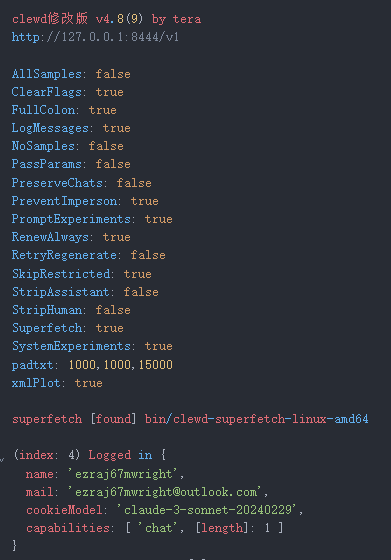 clewd修改版 v4.8(9) by tera
http://127.0.0.1:8444/v1
AllSamples: false
ClearFlags: true
FullColon: true
LogMessages: true
NoSamples: false
PassParams: false
PreserveChats: false
PreventImperson: true
PromptExperiments: true
RenewAlways: true
RetryRegenerate: false
SkipRestricted: true
StripAssistant: false
StripHuman: false
Superfetch: true
SystemExperiments: true
padtxt: 1000,1000,15000
xmlPlot: true
superfetch [found] bin/clewd-superfetch-linux-amd64
(index: 4) Logged in {
name: 'ezraj67mwright',
mail: 'ezraj67mwright@outlook.com',
cookieModel: 'claude-3-sonnet-20240229',
capabilities: [ 'chat', [length]: 1 ]
}